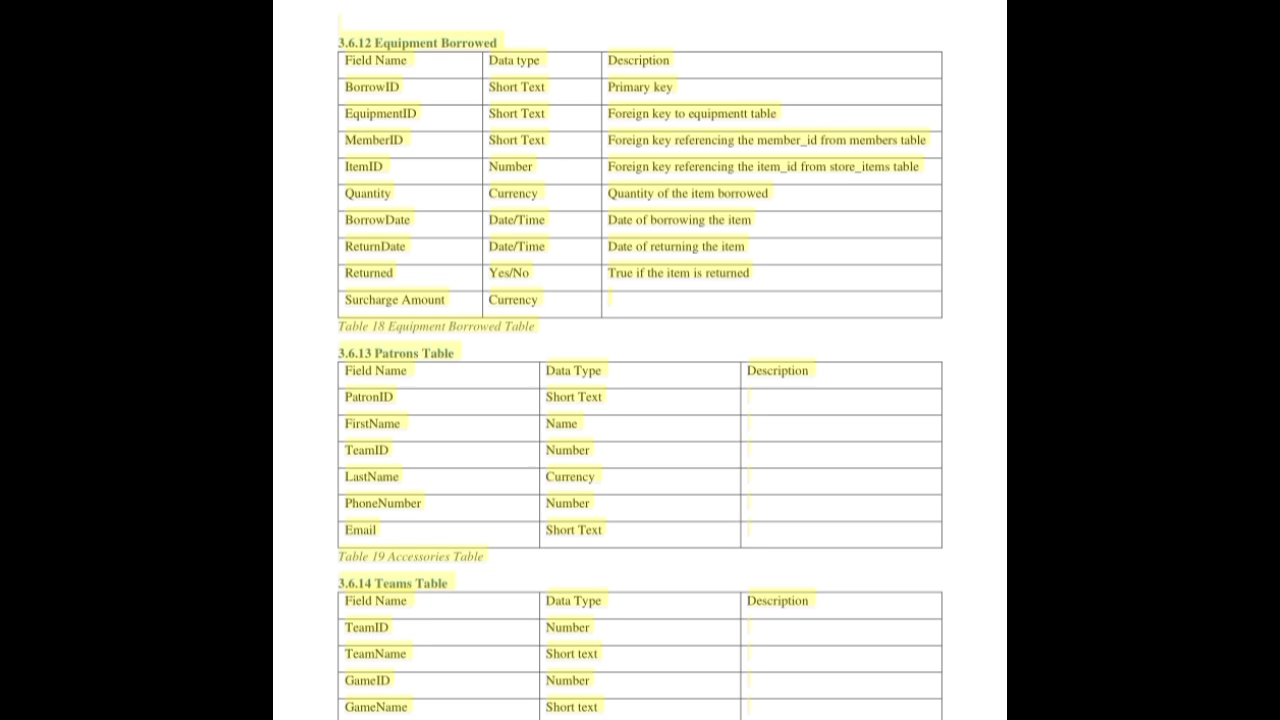 3.6.12 Equipment Borrowed
Field Name Data type Description
BorrowID Short Text Primary key
EquipmentID Short Text Foreign key to equipmentt table
MemberID Short Text Foreign key referencing the member_id from members table
ItemID Number Foreign key referencing the item_id from store_items table
Quantity Currency Quantity of the item borrowed
BorrowDate Date/Time Date of borrowing the item
ReturnDate Date/Time Date of returning the item
Returned Yes/No True if the item is returned
Surcharge Amount Currency
Table 18 Equipment Borrowed Table
3.6.13 Patrons Table
Field Name Data Type Description
PatronID Short Text
FirstName Name
TeamID Number
LastName Currency
PhoneNumber Number
Email Short Text
Table 19 Accessories Table
3.6.14 Teams Table
Field Name Data Type Description
TeamID Number
TeamName Short text
GameID Number
GameName Short text